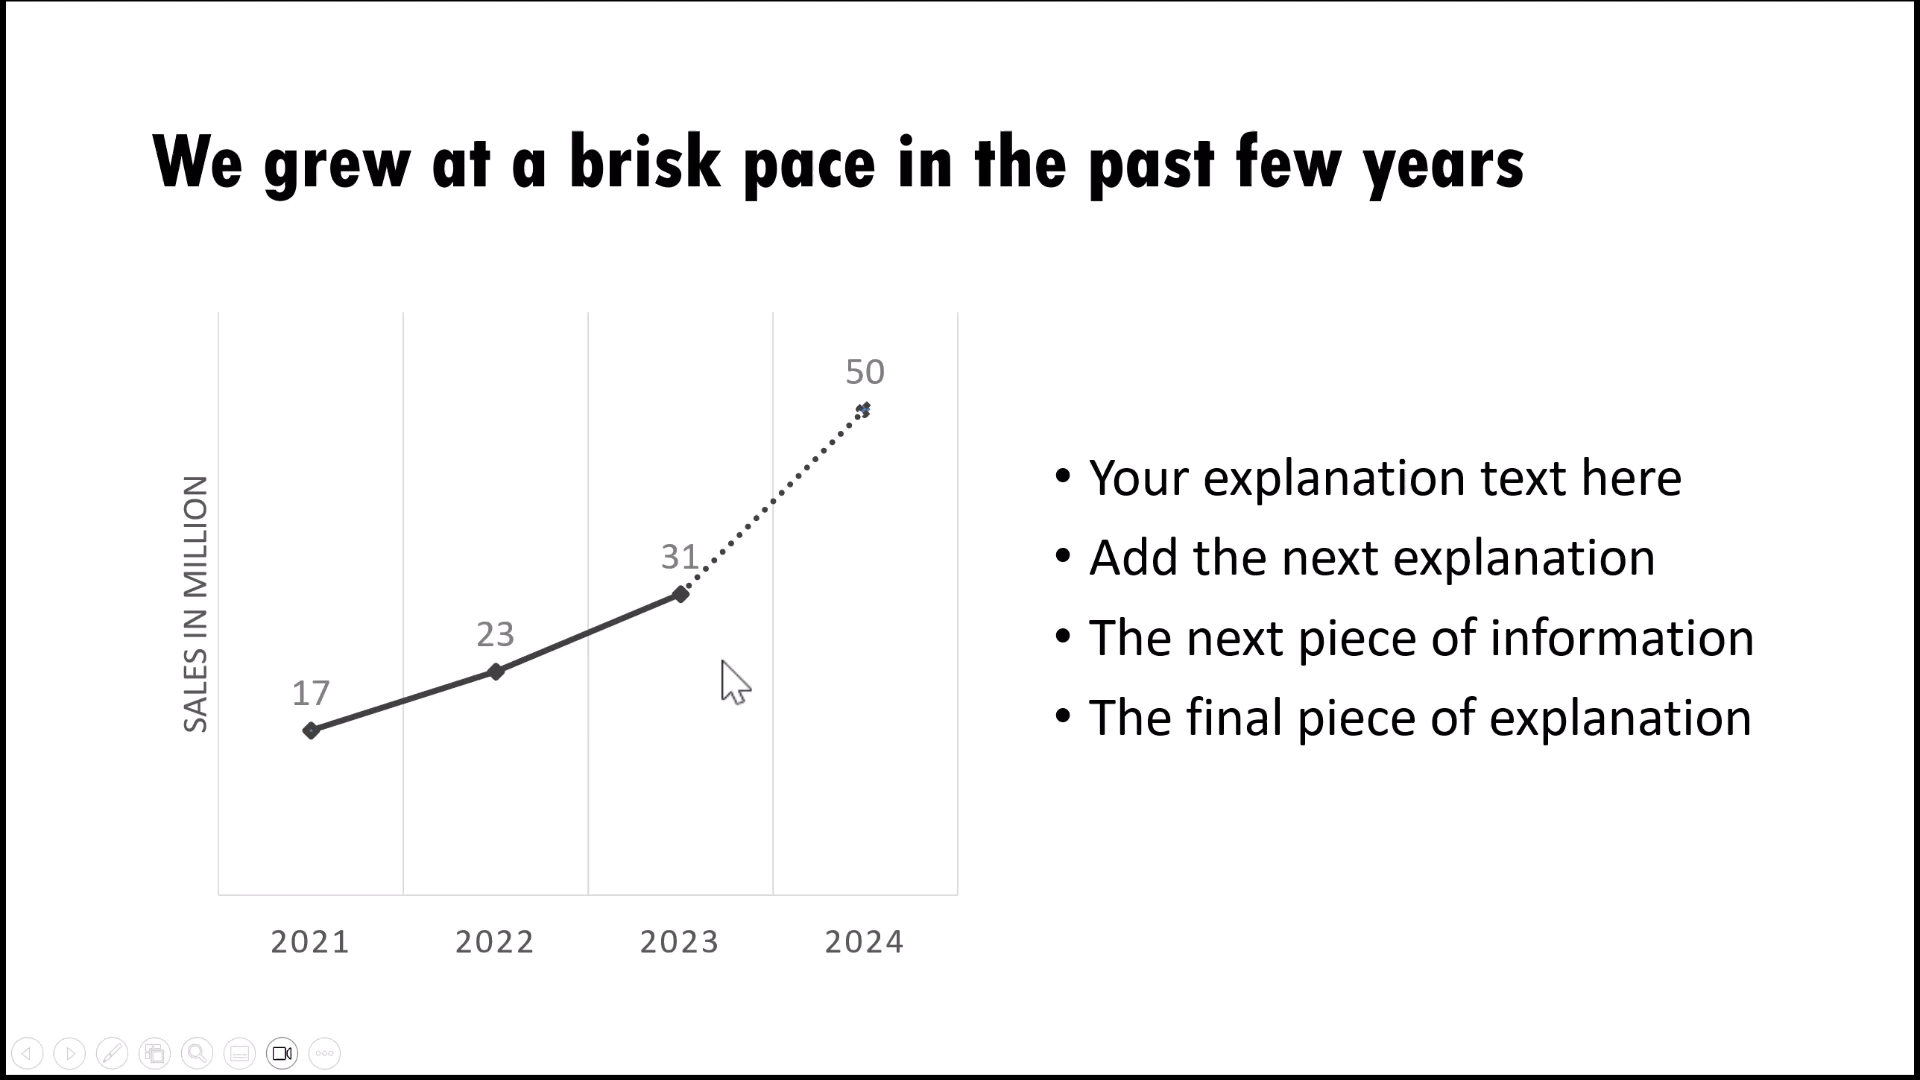 We grew at a brisk pace in the past few years
SALES IN MILLION
17
23
31
50
2021
2022
2023
2024
• Your explanation text here
• Add the next explanation
• The next piece of information
• The final piece of explanation